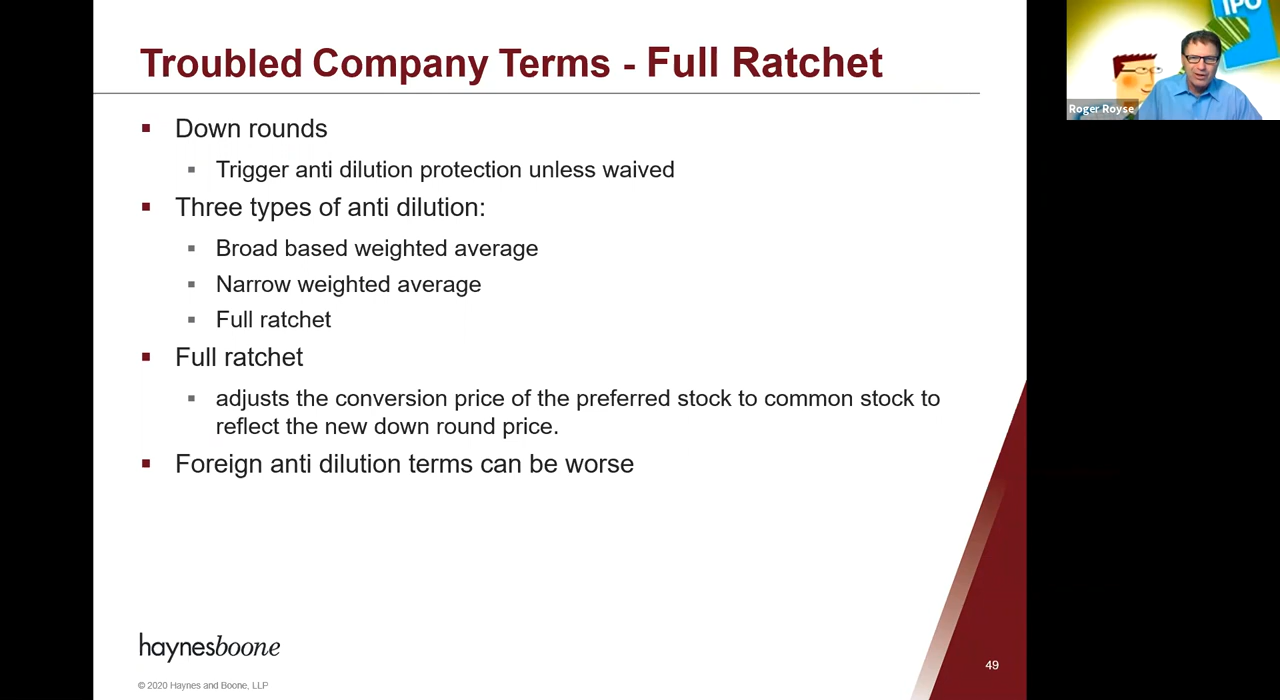 Troubled Company Terms - Full Ratchet
Down rounds
Trigger anti dilution protection unless waived
Three types of anti dilution:
Broad based weighted average
Narrow weighted average
Full ratchet
Full ratchet
adjusts the conversion price of the preferred stock to common stock to
reflect the new down round price.
Foreign anti dilution terms can be worse
haynesboone
© 2020 Haynes and Boone, LLP
49
IPO
Roger Royse